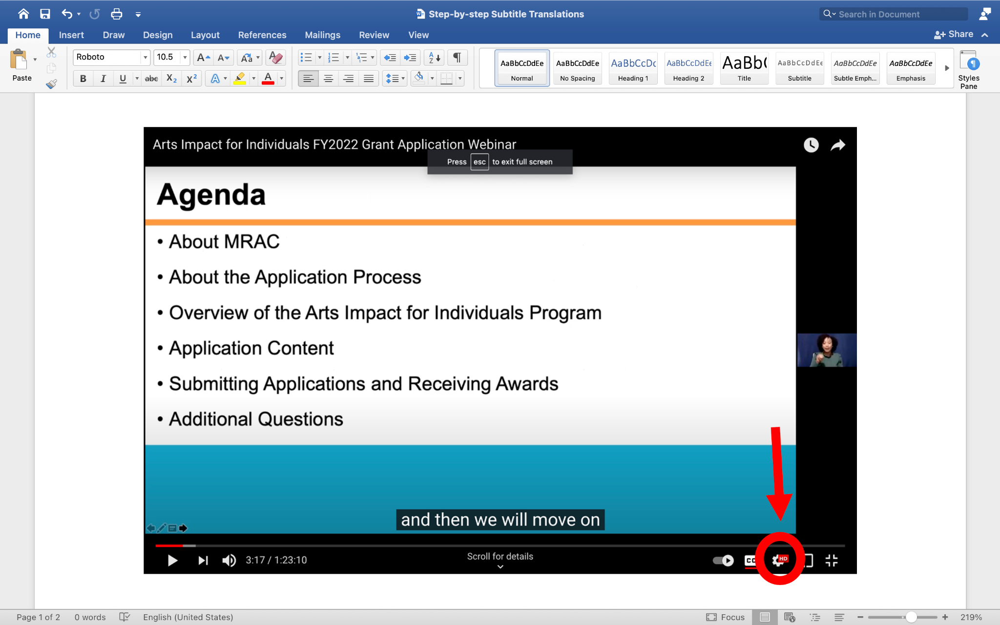 Step-by-step Subtitle Translations
Search in Document
Home Insert Draw Design Layout References Mailings Review View
Share
Paste
Roboto 10.5
AaBbCcDdEe AaBbCcDdEe AaBbCcDc AaBbCcDdEe AaBb( AaBbCcDdEe AaBbCcDdEe AaBbCcDdEe
Normal No Spacing Heading 1 Heading 2 Title Subtitle Subtle Emph... Emphasis
Styles
Pane
B I U abc X2 X2 A A
Arts Impact for Individuals FY2022 Grant Application Webinar
Press esc to exit full screen
Agenda
• About MRAC
• About the Application Process
• Overview of the Arts Impact for Individuals Program
• Application Content
• Submitting Applications and Receiving Awards
• Additional Questions
and then we will move on
3:17 / 1:23:10
Scroll for details
HD
Page 1 of 2 0 words English (United States)
Focus
219%